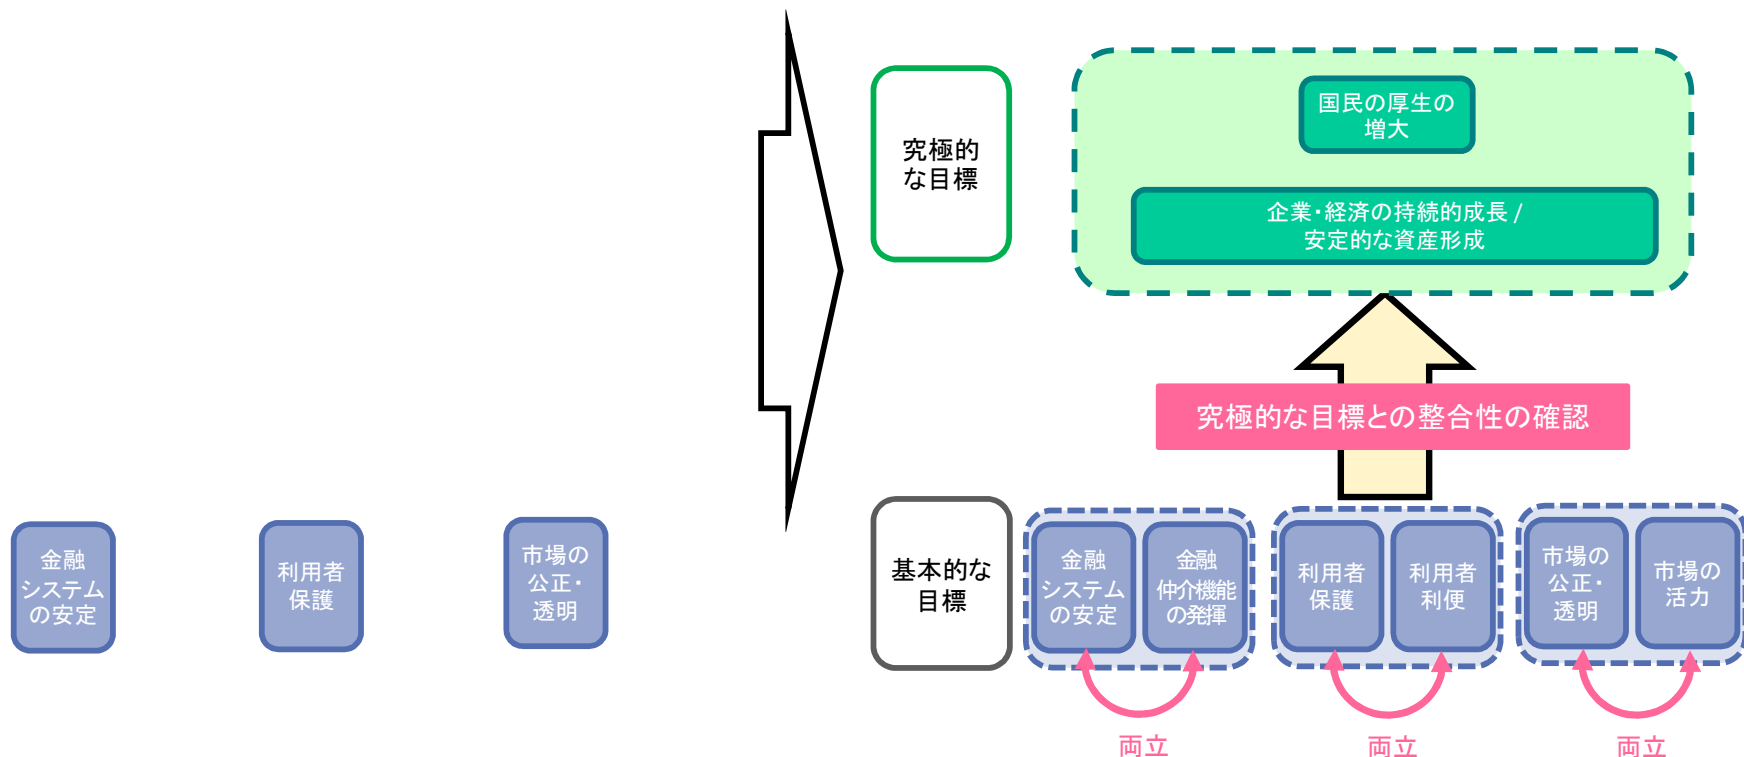 金融
システム
の安定
利用者
保護
市場の
公正・
透明
究極的
な目標
国民の厚生の
増大
企業・経済の持続的成長 /
安定的な資産形成
究極的な目標との整合性の確認
基本的な
目標
金融
システム
の安定
金融
仲介機能
の発揮
利用者
保護
利用者
利便
市場の
公正・
透明
市場の
活力
両立
両立
両立